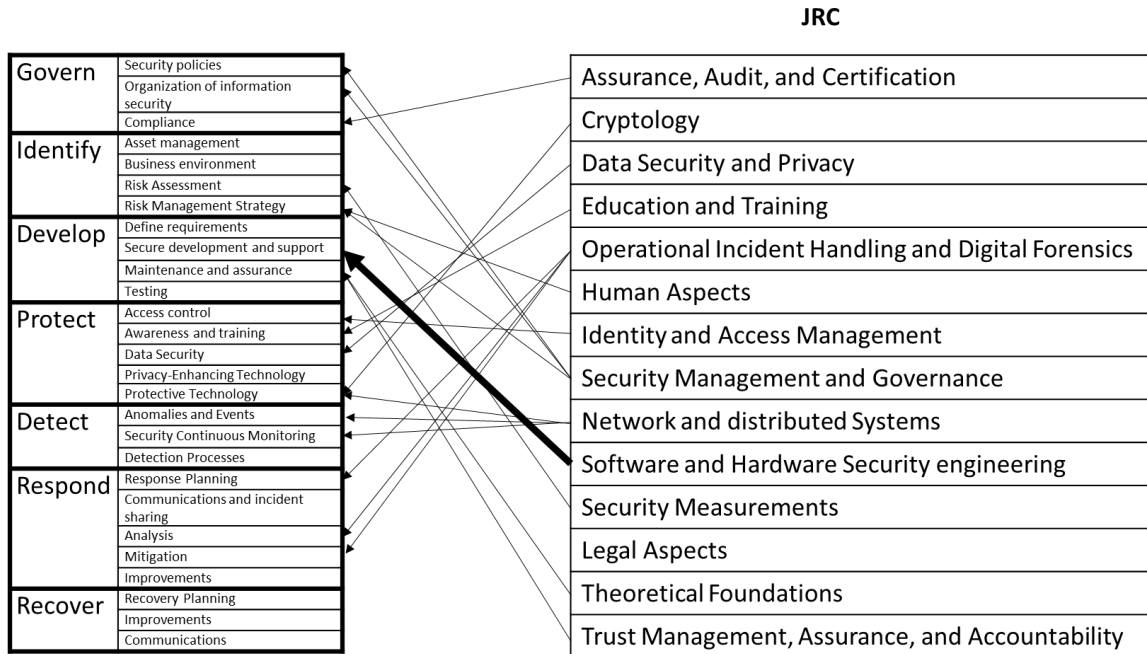 JRC
Govern
Security policies
Organization of information
security
Compliance
Identify
Asset management
Business environment
Risk Assessment
Risk Management Strategy
Develop
Define requirements
Secure development and support
Maintenance and assurance
Testing
Protect
Access control
Awareness and training
Data Security
Privacy-Enhancing Technology
Protective Technology
Detect
Anomalies and Events
Security Continuous Monitoring
Detection Processes
Respond
Response Planning
Communications and incident
sharing
Analysis
Mitigation
Improvements
Recover
Recovery Planning
Improvements
Communications
Assurance, Audit, and Certification
Cryptology
Data Security and Privacy
Education and Training
Operational Incident Handling and Digital Forensics
Human Aspects
Identity and Access Management
Security Management and Governance
Network and distributed Systems
Software and Hardware Security engineering
Security Measurements
Legal Aspects
Theoretical Foundations
Trust Management, Assurance, and Accountability